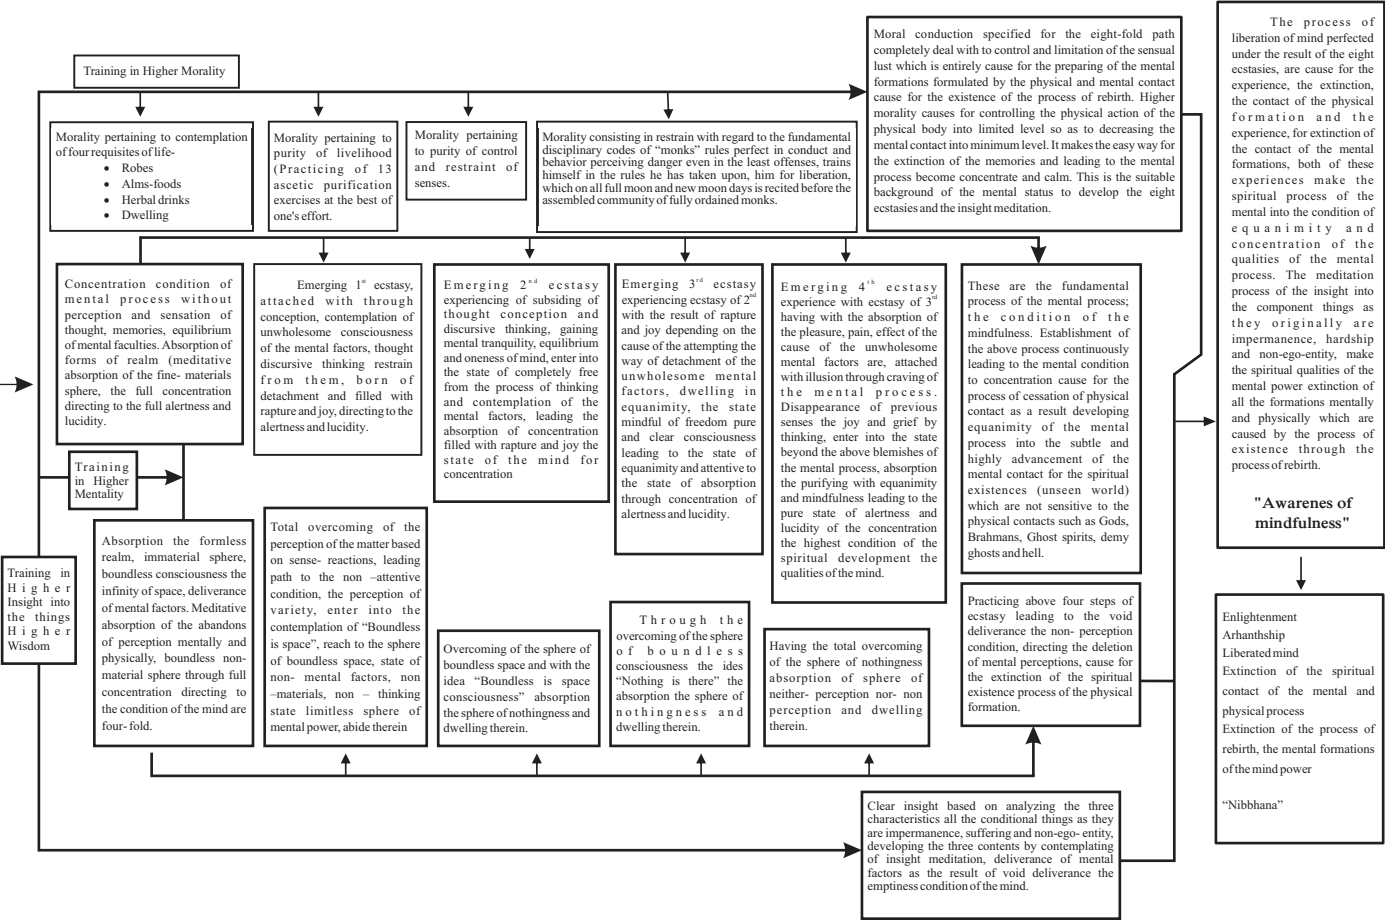 Training in Higher Morality
Morality pertaining to contemplation
of four requisites of life-
• Robes
• Alms-foods
• Herbal drinks
• Dwelling
Morality pertaining to
purity of livelihood
(Practicing of 13
ascetic purification
exercises at the best of
one's effort.
Morality pertaining
to purity of control
and restraint of
senses.
Morality consisting in restrain with regard to the fundamental
disciplinary codes of “monks” rules perfect in conduct and
behavior perceiving danger even in the least offenses, trains
himself in the rules he has taken upon, him for liberation,
which on all full moon and new moon days is recited before the
assembled community of fully ordained monks.
Moral conduction specified for the eight-fold path
completely deal with to control and limitation of the sensual
lust which is entirely cause for the preparing of the mental
formations formulated by the physical and mental contact
cause for the existence of the process of rebirth. Higher
morality causes for controlling the physical action of the
physical body into limited level so as to decreasing the
mental contact into minimum level. It makes the easy way for
the extinction of the memories and leading to the mental
process become concentrate and calm. This is the suitable
background of the mental status to develop the eight
ecstasies and the insight meditation.
The process of
liberation of mind perfected
under the result of the eight
ecstasies, are cause for the
experience, the extinction,
the contact of the physical
formation and the
experience, for extinction of
the contact of the mental
formations, both of these
experiences make the
spiritual process of the
mental into the condition of
equanimity and
concentration of the
qualities of the mental
process. The meditation
process of the insight into
the component things as
they originally are
impermanence, hardship
and non-ego-entity, make
the spiritual qualities of the
mental power extinction of
all the formations mentally
and physically which are
caused by the process of
existence through the
process of rebirth.
"Awarenes of
mindfulness"
Concentration condition of
mental process without
perception and sensation of
thought, memories, equilibrium
of mental faculties. Absorption of
forms of realm (meditative
absorption of the fine- materials
sphere, the full concentration
directing to the full alertness and
lucidity.
Emerging 1st ecstasy,
attached with through
conception, contemplation of
unwholesome consciousness
of the mental factors, thought
discursive thinking restrain
from them, born of
detachment and filled with
rapture and joy, directing to the
alertness and lucidity.
Emerging 2nd ecstasy
experiencing of subsiding of
thought conception and
discursive thinking, gaining
mental tranquility, equilibrium
and oneness of mind, enter into
the state of completely free
from the process of thinking
and contemplation of the
mental factors, leading the
absorption of concentration
filled with rapture and joy the
state of the mind for
concentration
Emerging 3rd ecstasy
experiencing ecstasy of 2nd
with the result of rapture
and joy depending on the
cause of the attempting the
way of detachment of the
unwholesome mental
factors, dwelling in
equanimity, the state
mindful of freedom pure
and clear consciousness
leading to the state of
equanimity and attentive to
the state of absorption
through concentration of
alertness and lucidity.
Emerging 4th ecstasy
experience with ecstasy of 3rd
having with the absorption of
the pleasure, pain, effect of the
cause of the unwholesome
mental factors are, attached
with illusion through craving of
the mental process.
Disappearance of previous
senses the joy and grief by
thinking, enter into the state
beyond the above blemishes of
the mental process, absorption
the purifying with equanimity
and mindfulness leading to the
pure state of alertness and
lucidity of the concentration
the highest condition of the
spiritual development the
qualities of the mind.
These are the fundamental
process of the mental process;
the condition of the
mindfulness. Establishment of
the above process continuously
leading to the mental condition
to concentration cause for the
process of cessation of physical
contact as a result developing
equanimity of the mental
process into the subtle and
highly advancement of the
mental contact for the spiritual
existences (unseen world)
which are not sensitive to the
physical contacts such as Gods,
Brahmans, Ghost spirits, demy
ghosts and hell.
Training
in Higher
Mentality
Training in
Higher
Insight into
the things
Higher
Wisdom
Absorption the formless
realm, immaterial sphere,
boundless consciousness the
infinity of space, deliverance
of mental factors. Meditative
absorption of the abandons
of perception mentally and
physically, boundless non-
material sphere through full
concentration directing to
the condition of the mind are
four- fold.
Total overcoming of the
perception of the matter based
on sense- reactions, leading
path to the non –attentive
condition, the perception of
variety, enter into the
contemplation of “Boundless
is space”, reach to the sphere
of boundless space, state of
non- mental factors, non
–materials, non – thinking
state limitless sphere of
mental power, abide therein
Overcoming of the sphere of
boundless space and with the
idea “Boundless is space
consciousness” absorption
the sphere of nothingness and
dwelling therein.
Through the
overcoming of the sphere
of boundless
consciousness the ides
“Nothing is there” the
absorption the sphere of
nothingness and
dwelling therein.
Having the total overcoming
of the sphere of nothingness
absorption of sphere of
neither- perception nor- non
perception and dwelling
therein.
Practicing above four steps of
ecstasy leading to the void
deliverance the non- perception
condition, directing the deletion
of mental perceptions, cause for
the extinction of the spiritual
existence process of the physical
formation.
Enlightenment
Arhanthship
Liberated mind
Extinction of the spiritual
contact of the mental and
physical process
Extinction of the process of
rebirth, the mental formations
of the mind power
“Nibbhana”
Clear insight based on analyzing the three
characteristics all the conditional things as they
are impermanence, suffering and non-ego- entity,
developing the three contents by contemplating
of insight meditation, deliverance of mental
factors as the result of void deliverance the
emptiness condition of the mind.